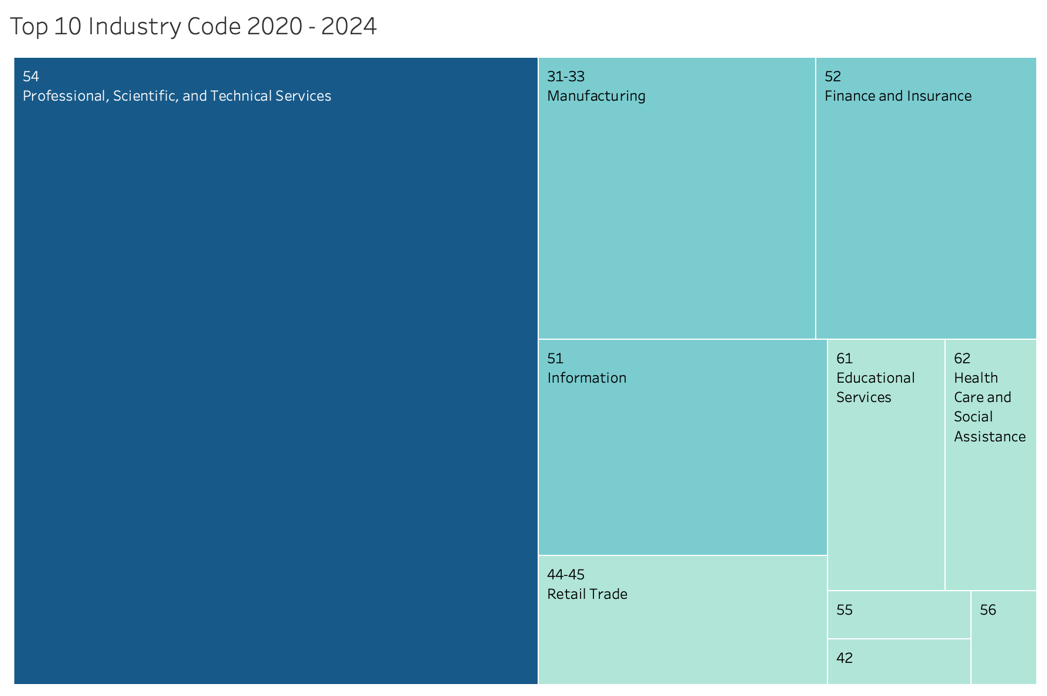 Top 10 Industry Code 2020 - 2024
54
Professional, Scientific, and Technical Services
31-33
Manufacturing
52
Finance and Insurance
51
Information
61
Educational
Services
62
Health
Care and
Social
Assistance
44-45
Retail Trade
55
56
42